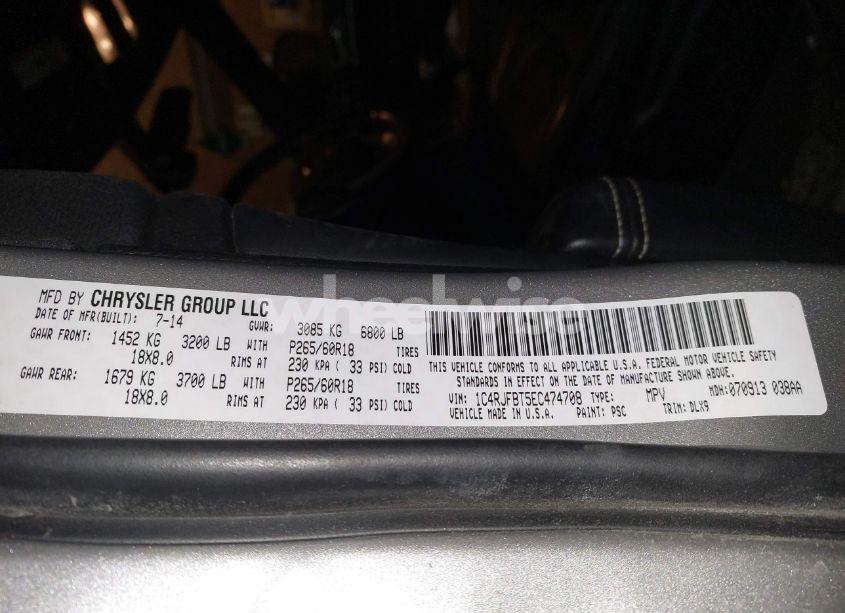 MFD BY CHRYSLER GROUP LLC
DATE OF MFR(BUILT): 7-14 GVWR: 3085 KG 6800 LB
GAWR FRONT: 1452 KG 3200 LB WITH P265/60R18 TIRES
18X8.0 RIMS AT 230 KPA ( 33 PSI) COLD
GAWR REAR: 1679 KG 3700 LB WITH P265/60R18 TIRES
18X8.0 RIMS AT 230 KPA ( 33 PSI) COLD
THIS VEHICLE CONFORMS TO ALL APPLICABLE U.S.A. FEDERAL MOTOR VEHICLE SAFETY
STANDARDS IN EFFECT ON THE DATE OF MANUFACTURE SHOWN ABOVE.
VIN: 1C4RJFBT5EC474708 TYPE: MPV MDH:070913 038AA
VEHICLE MADE IN U.S.A. PAINT: PSC TRIM: DLX9
wheelwise